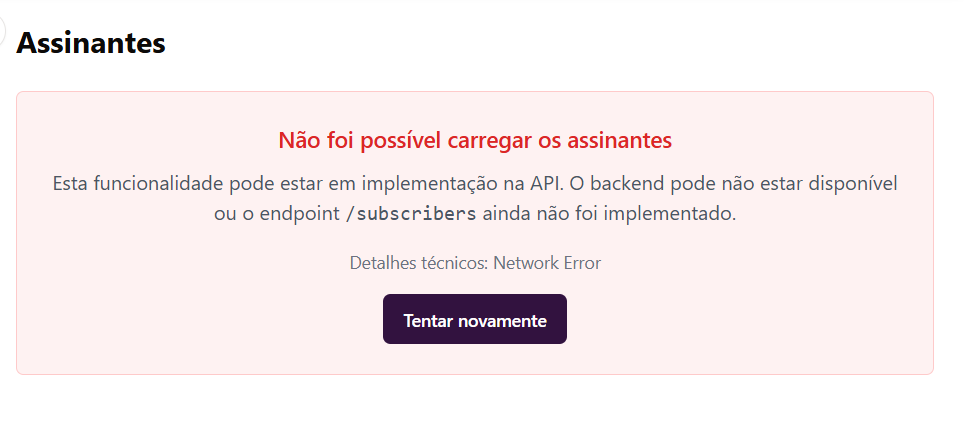 Assinantes
Não foi possível carregar os assinantes
Esta funcionalidade pode estar em implementação na API. O backend pode não estar disponível
ou o endpoint /subscribers ainda não foi implementado.
Detalhes técnicos: Network Error
Tentar novamente